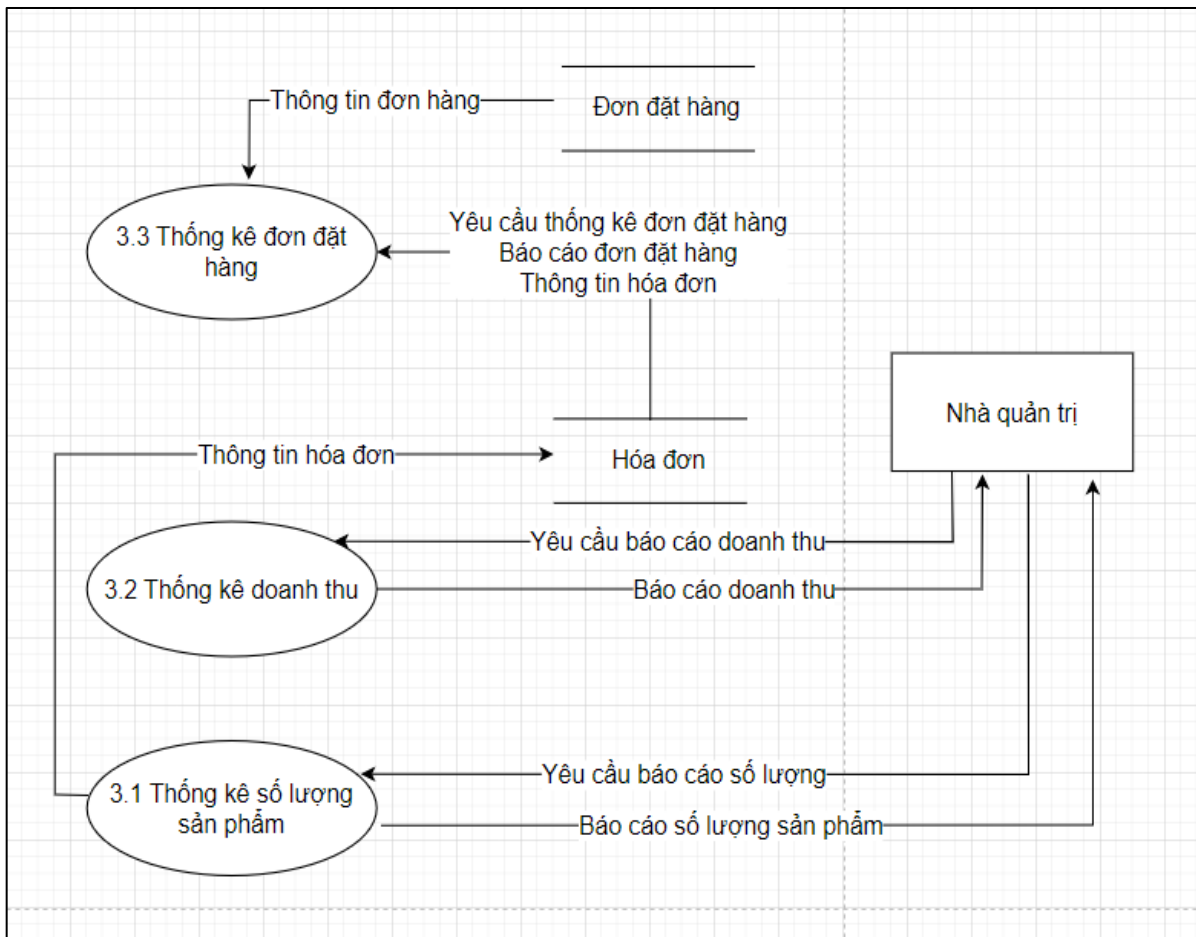 Thông tin đơn hàng
Đơn đặt hàng
3.3 Thống kê đơn đặt
hàng
Yêu cầu thống kê đơn đặt hàng
Báo cáo đơn đặt hàng
Thông tin hóa đơn
Nhà quản trị
Thông tin hóa đơn
Hóa đơn
Yêu cầu báo cáo doanh thu
3.2 Thống kê doanh thu
Báo cáo doanh thu
Yêu cầu báo cáo số lượng
3.1 Thống kê số lượng
sản phẩm
Báo cáo số lượng sản phẩm